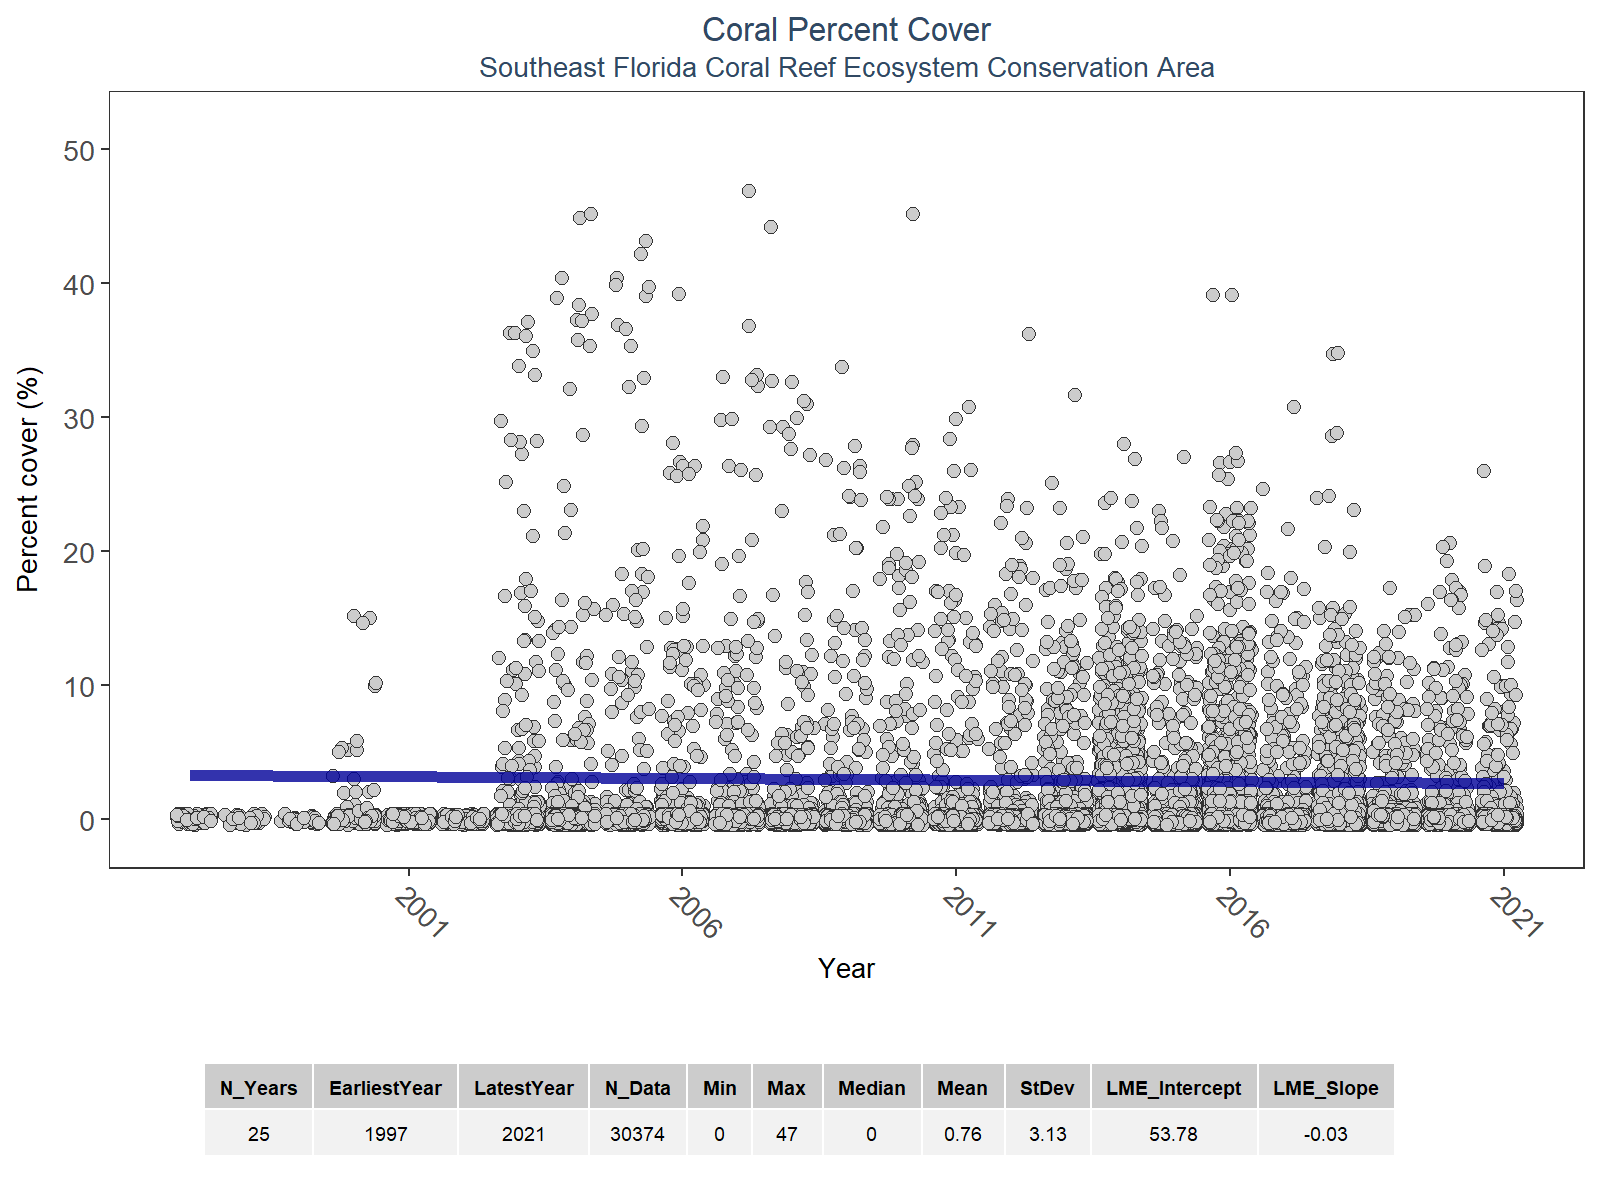 Coral Percent Cover
Southeast Florida Coral Reef Ecosystem Conservation Area
Percent cover (%)
50
40
30
20
10
0
2001 2006 2011 2016 2021
Year
N_Years EarliestYear LatestYear N_Data Min Max Median Mean StDev LME_Intercept LME_Slope
25 1997 2021 30374 0 47 0 0.76 3.13 53.78 -0.03